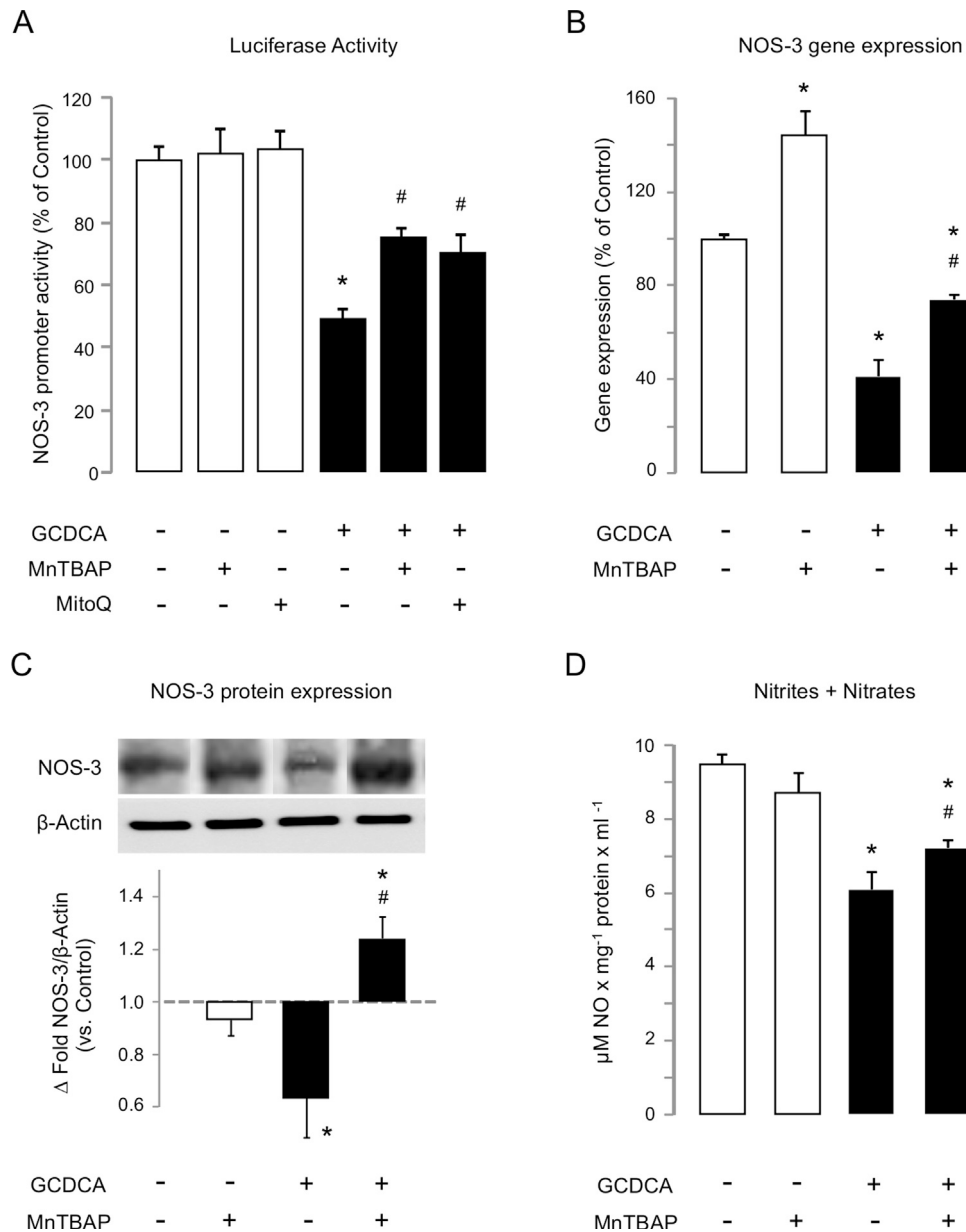 A
Luciferase Activity
NOS-3 promoter activity (% of Control)
120
100
80
60
40
20
0
*
#
#
GCDCA - - - + + +
MnTBAP - + - - + -
MitoQ - - + - - +
B
NOS-3 gene expression
Gene expression (% of Control)
160
120
80
40
0
*
*
*
#
GCDCA - - + +
MnTBAP - + - +
C
NOS-3 protein expression
NOS-3
β-Actin
Δ Fold NOS-3/β-Actin
(vs. Control)
1.4
1.2
1.0
0.8
0.6
*
#
*
GCDCA - - + +
MnTBAP - + - +
D
Nitrites + Nitrates
µM NO x mg⁻¹ protein x ml ⁻¹
10
8
6
4
2
0
*
*
#
GCDCA - - + +
MnTBAP - + - +